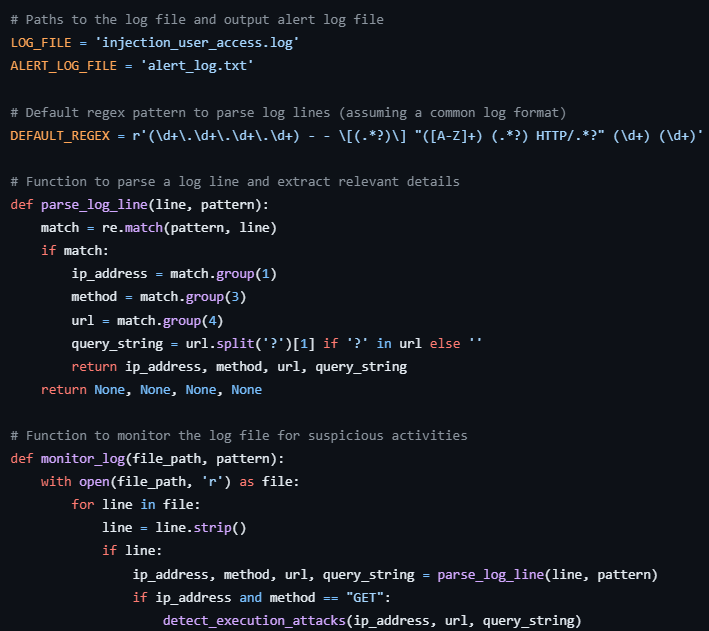 # Paths to the log file and output alert log file
LOG_FILE = 'injection_user_access.log'
ALERT_LOG_FILE = 'alert_log.txt'

# Default regex pattern to parse log lines (assuming a common log format)
DEFAULT_REGEX = r'(\d+\.\d+\.\d+\.\d+) - - \[(.*?)\] "([A-Z]+) (.*?) HTTP/.*?" (\d+) (\d+)'

# Function to parse a log line and extract relevant details
def parse_log_line(line, pattern):
    match = re.match(pattern, line)
    if match:
        ip_address = match.group(1)
        method = match.group(3)
        url = match.group(4)
        query_string = url.split('?')[1] if '?' in url else ''
        return ip_address, method, url, query_string
    return None, None, None, None

# Function to monitor the log file for suspicious activities
def monitor_log(file_path, pattern):
    with open(file_path, 'r') as file:
        for line in file:
            line = line.strip()
            if line:
                ip_address, method, url, query_string = parse_log_line(line, pattern)
                if ip_address and method == "GET":
                    detect_execution_attacks(ip_address, url, query_string)